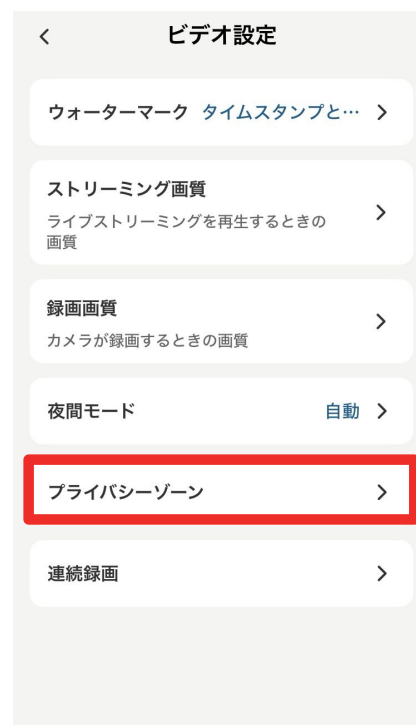 ビデオ設定
ウォーターマーク タイムスタンプと…
ストリーミング画質
ライブストリーミングを再生するときの
画質
録画画質
カメラが録画するときの画質
夜間モード 自動
プライバシーゾーン
連続録画